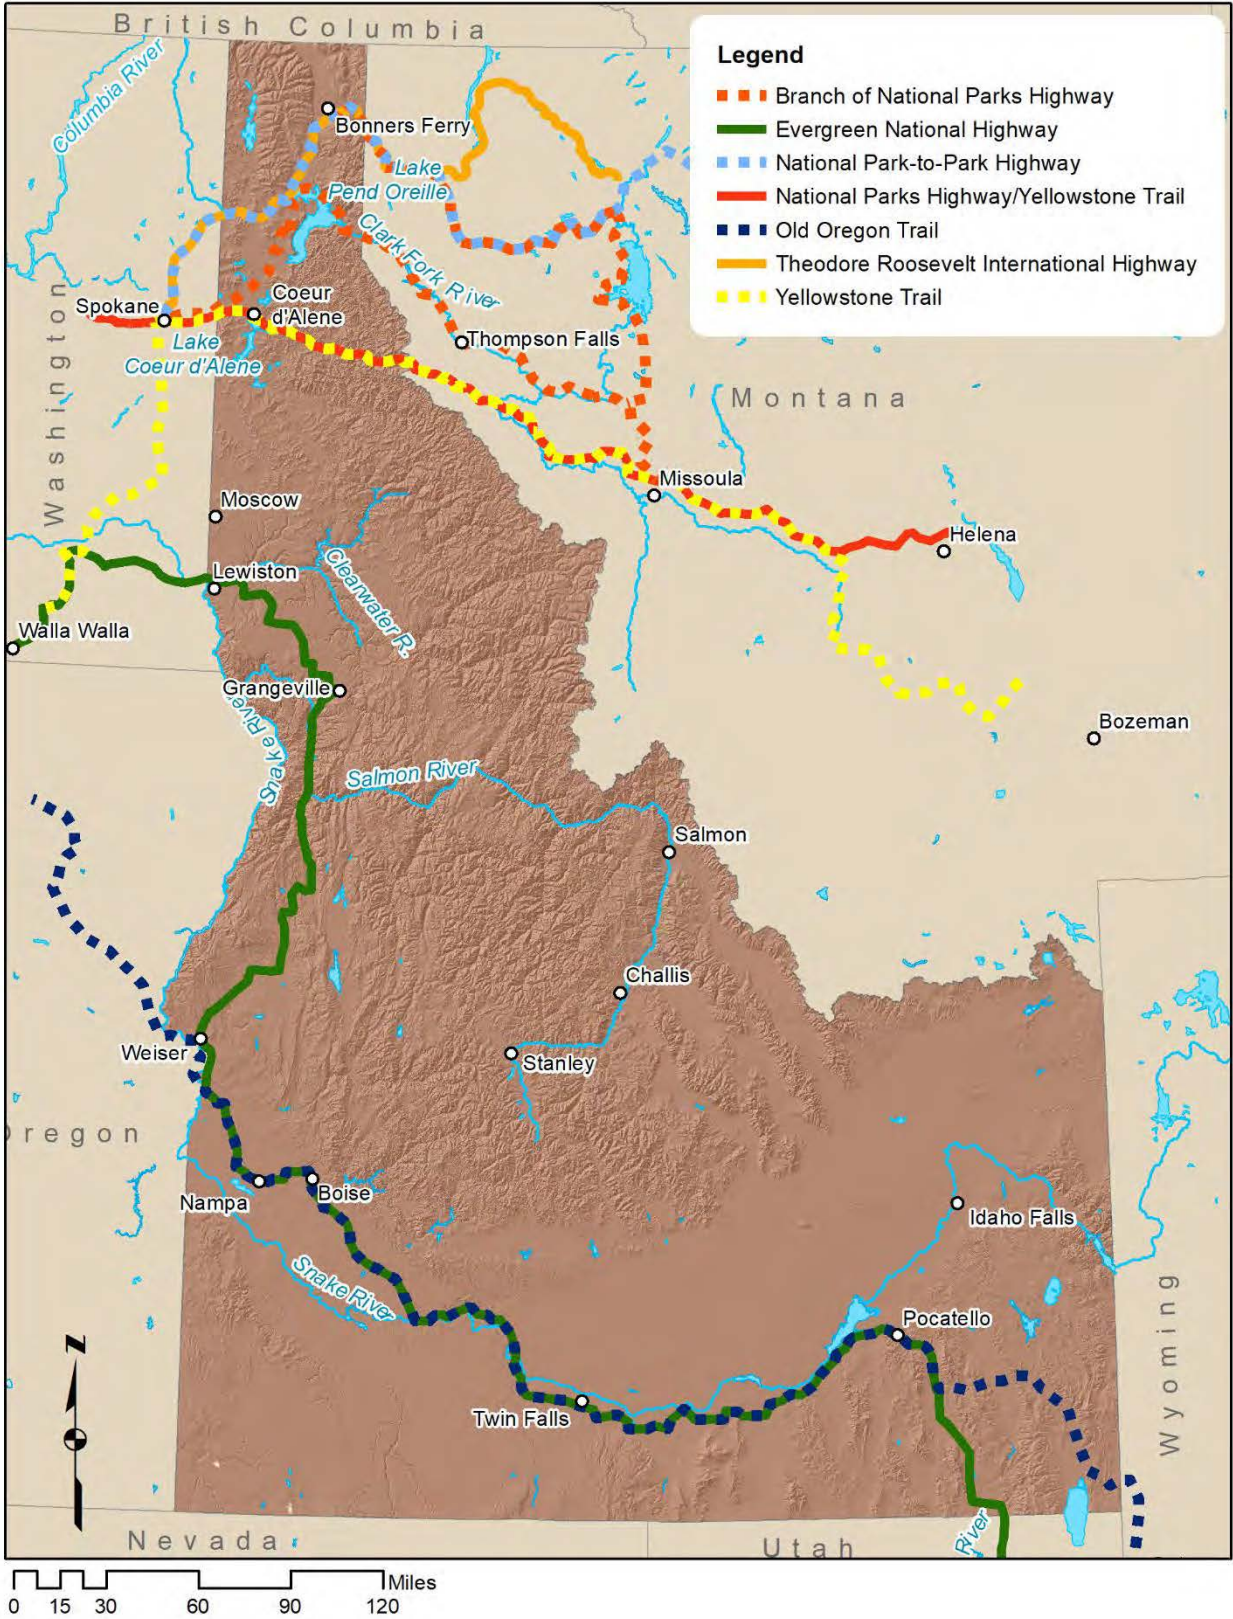 British Columbia
Legend
Branch of National Parks Highway
Evergreen National Highway
National Park-to-Park Highway
National Parks Highway/Yellowstone Trail
Old Oregon Trail
Theodore Roosevelt International Highway
Yellowstone Trail
Columbia River
Bonners Ferry
Lake
Pend Oreille
Clark Fork River
Spokane
Coeur
d'Alene
Lake
Coeur d'Alene
Thompson Falls
Washington
Montana
Missoula
Moscow
Helena
Lewiston
Clearwater R.
Walla Walla
Grangeville
Snake River
Bozeman
Salmon River
Salmon
Challis
Weiser
Stanley
Oregon
Nampa
Boise
Idaho Falls
Snake River
Pocatello
Wyoming
N
Twin Falls
Nevada
Utah
River
Miles
0 15 30 60 90 120